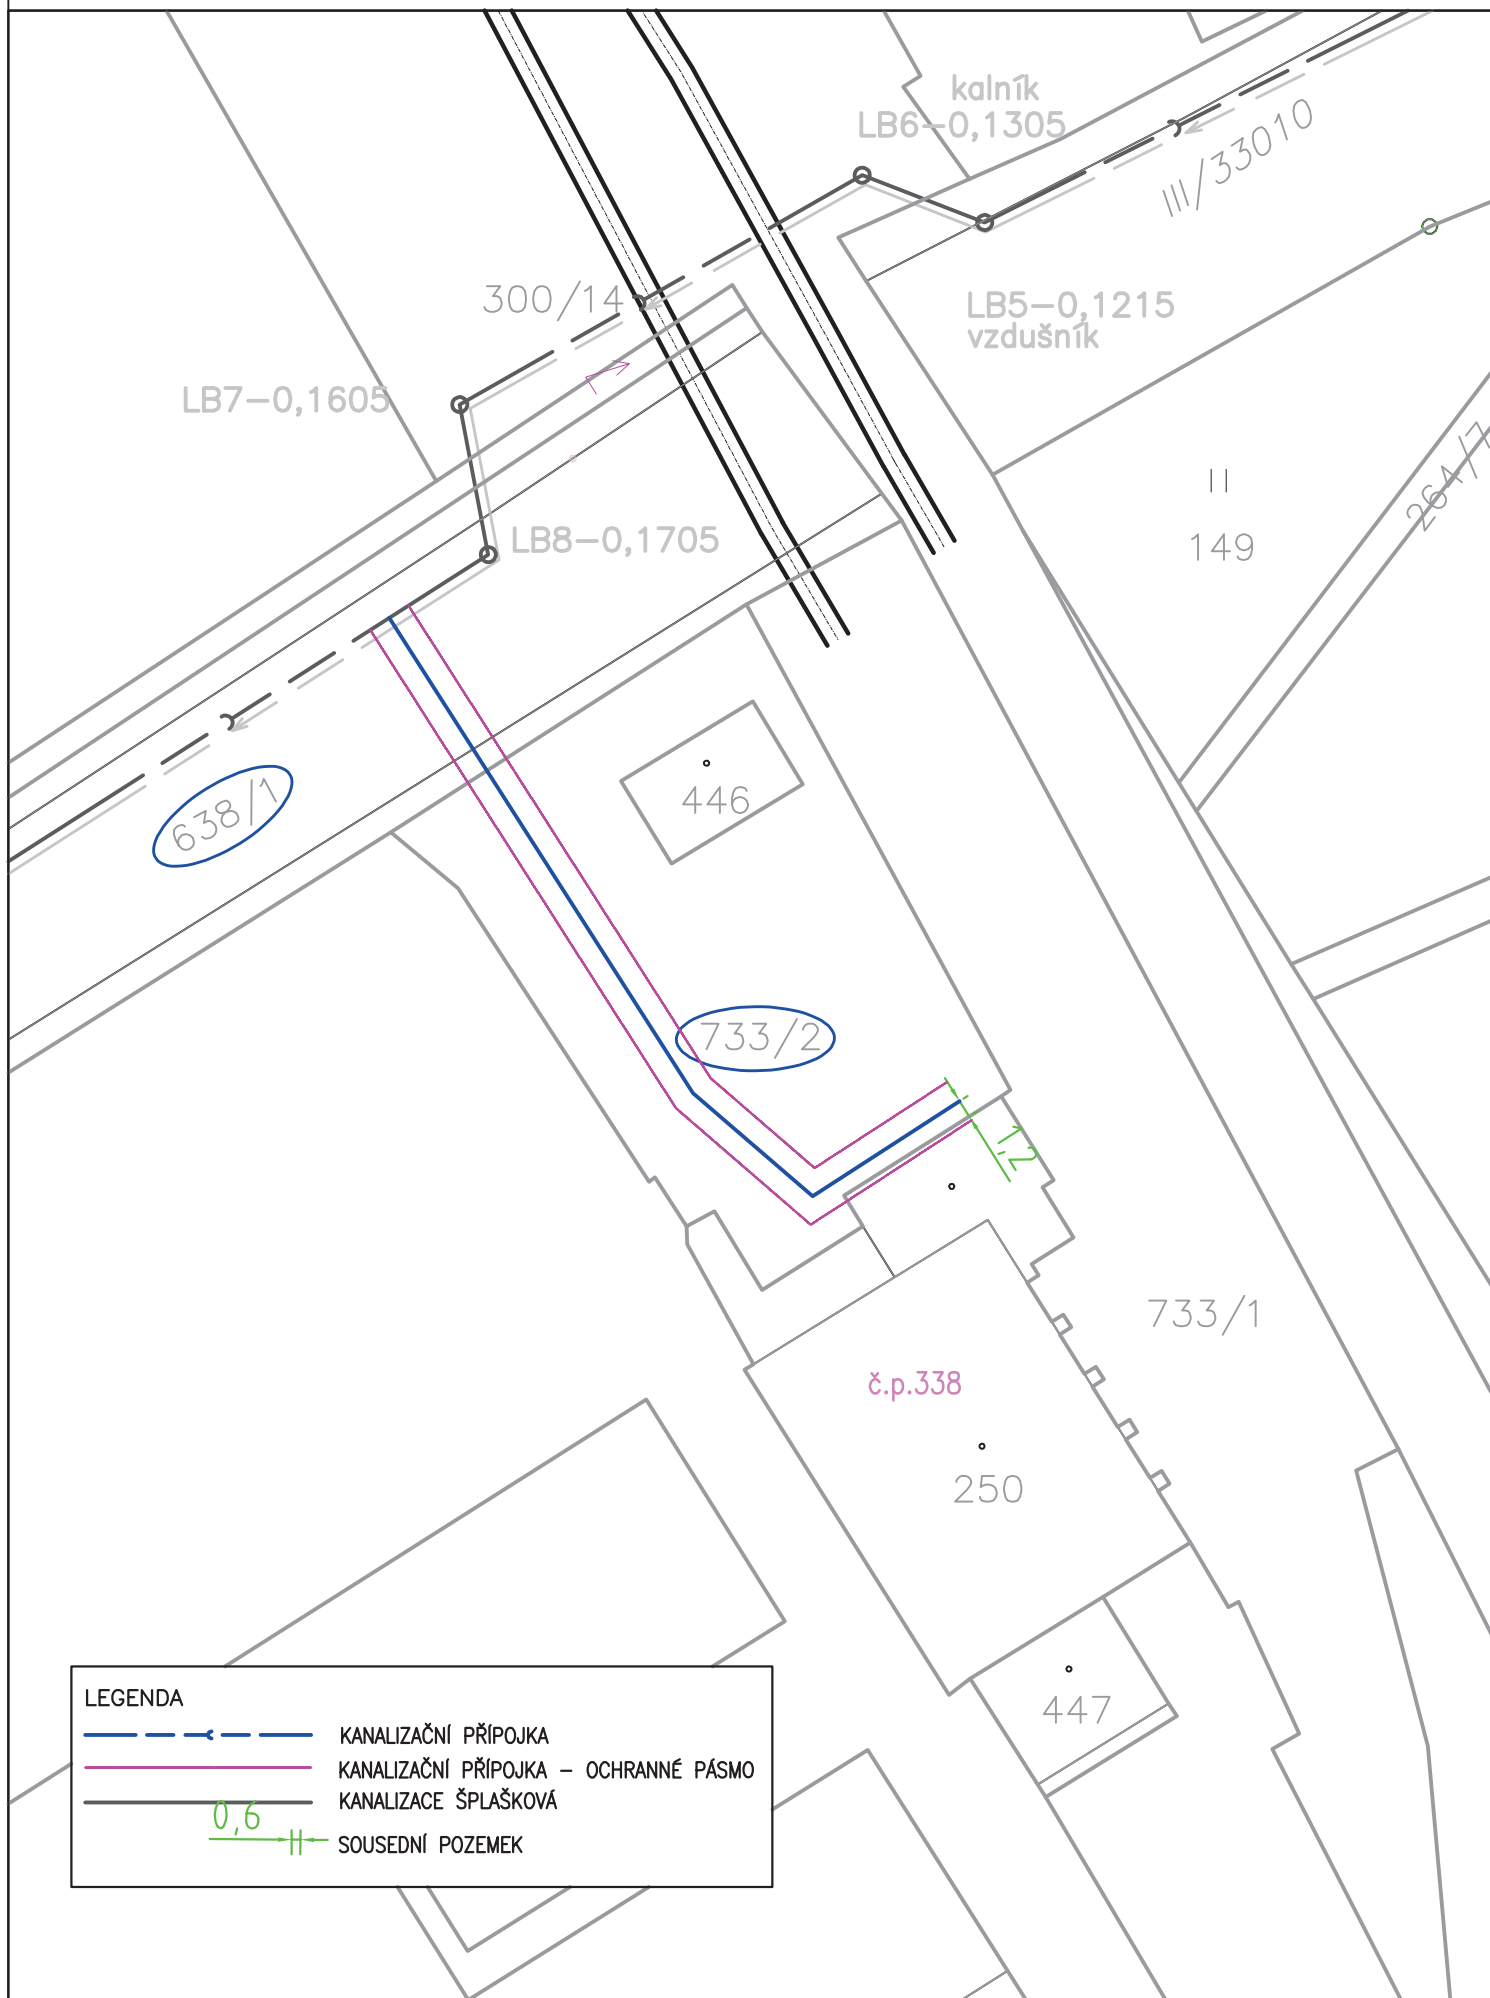 kalník
LB6-0,1305
III/33010
300/14
LB5-0,1215
vzdušník
LB7-0,1605
264/7
II
149
LB8-0,1705
638/1
446
733/2
1,2
733/1
č.p.338
250
447
LEGENDA
KANALIZAČNÍ PŘÍPOJKA
KANALIZAČNÍ PŘÍPOJKA - OCHRANNÉ PÁSMO
KANALIZACE ŠPLAŠKOVÁ
0,6
SOUSEDNÍ POZEMEK